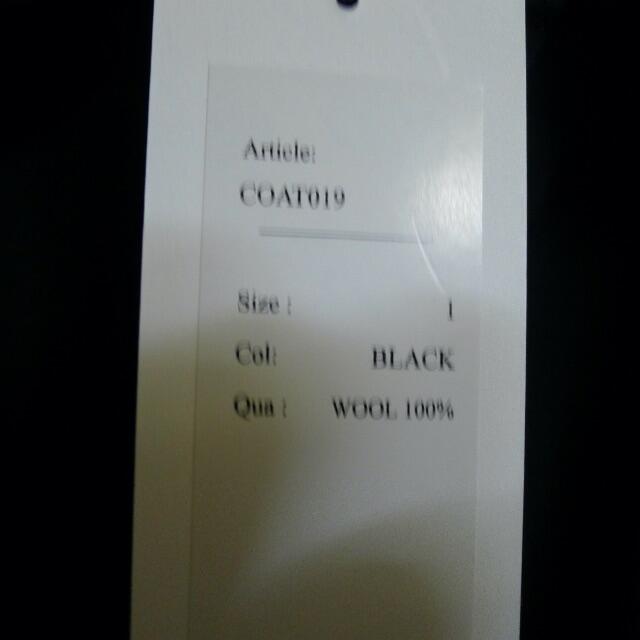 Article:
COAT019
Size : 1
Col: BLACK
Qua : WOOL 100%